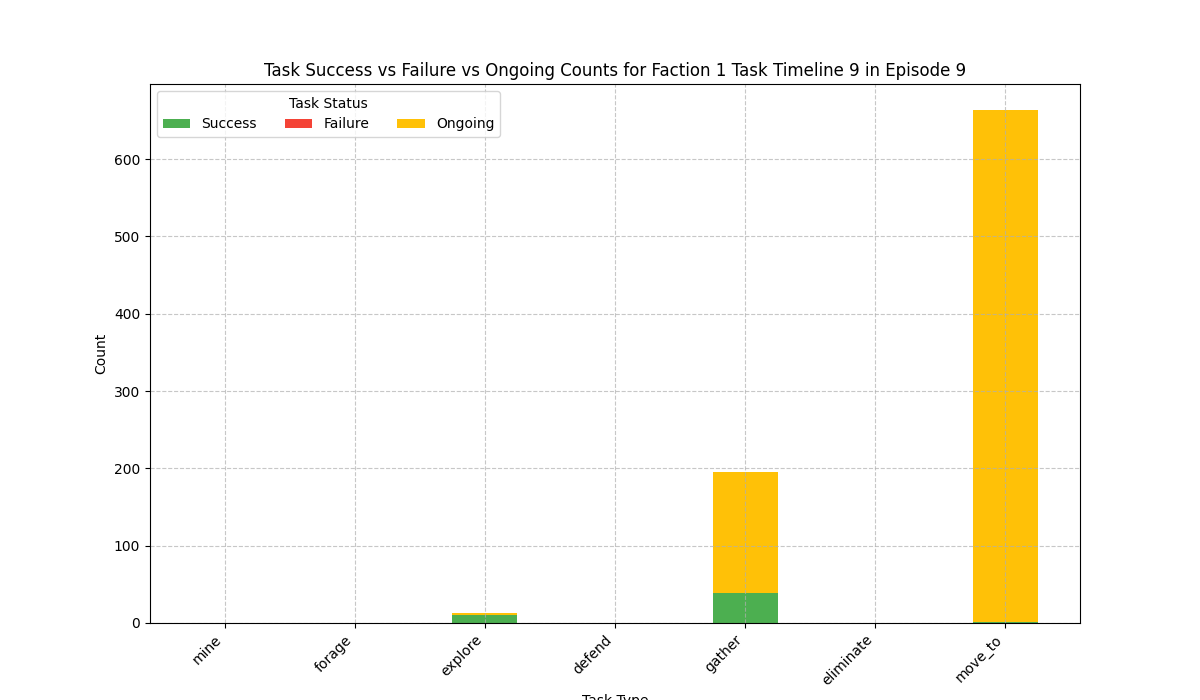 Task Success vs Failure vs Ongoing Counts for Faction 1 Task Timeline 9 in Episode 9
Task Status
Success Failure Ongoing
Count
600
500
400
300
200
100
0
mine forage explore defend gather eliminate move_to
Task Type